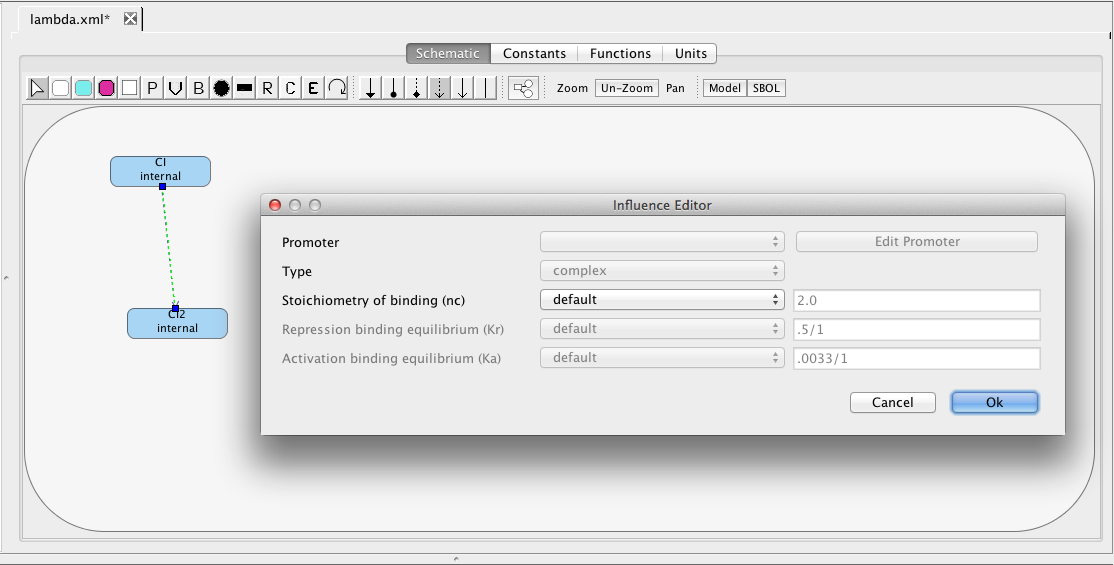 lambda.xml*
Schematic Constants Functions Units
P V B R C E Zoom Un-Zoom Pan Model SBOL
CI
internal
CI2
internal
Influence Editor
Promoter Edit Promoter
Type complex
Stoichiometry of binding (nc) default 2.0
Repression binding equilibrium (Kr) default .5/1
Activation binding equilibrium (Ka) default .0033/1
Cancel Ok